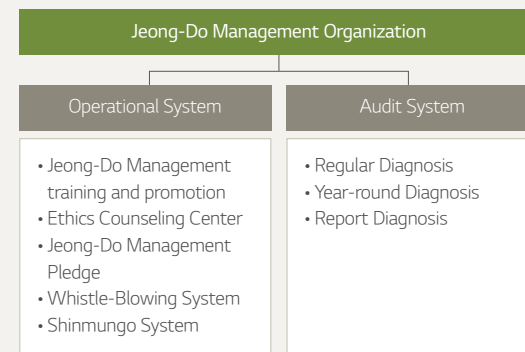 Jeong-Do Management Organization
Operational System
• Jeong-Do Management
training and promotion
• Ethics Counseling Center
• Jeong-Do Management
Pledge
• Whistle-Blowing System
• Shinmungo System
Audit System
• Regular Diagnosis
• Year-round Diagnosis
• Report Diagnosis